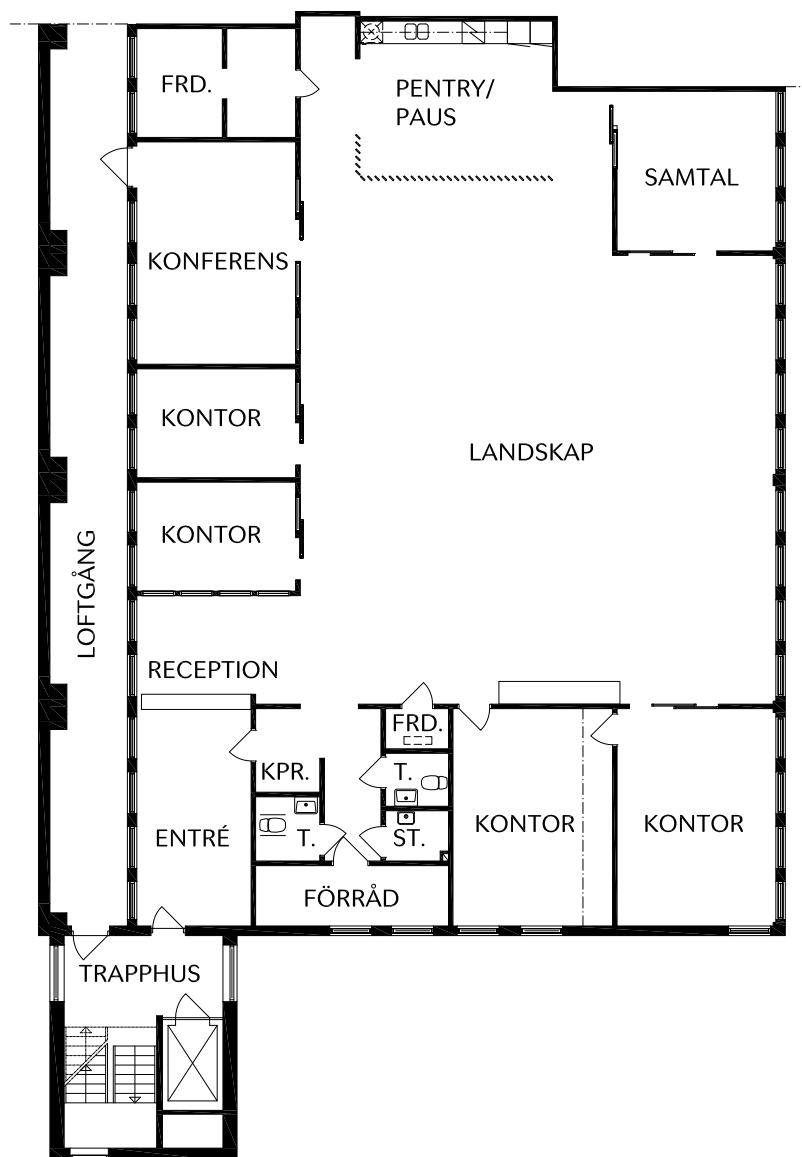 FRD.
PENTRY/
PAUS
SAMTAL
KONFERENS
KONTOR
LANDSKAP
KONTOR
LOFTGÅNG
RECEPTION
FRD.
KPR.
T.
ENTRÉ
T.
ST.
KONTOR
KONTOR
FÖRRÅD
TRAPPHUS